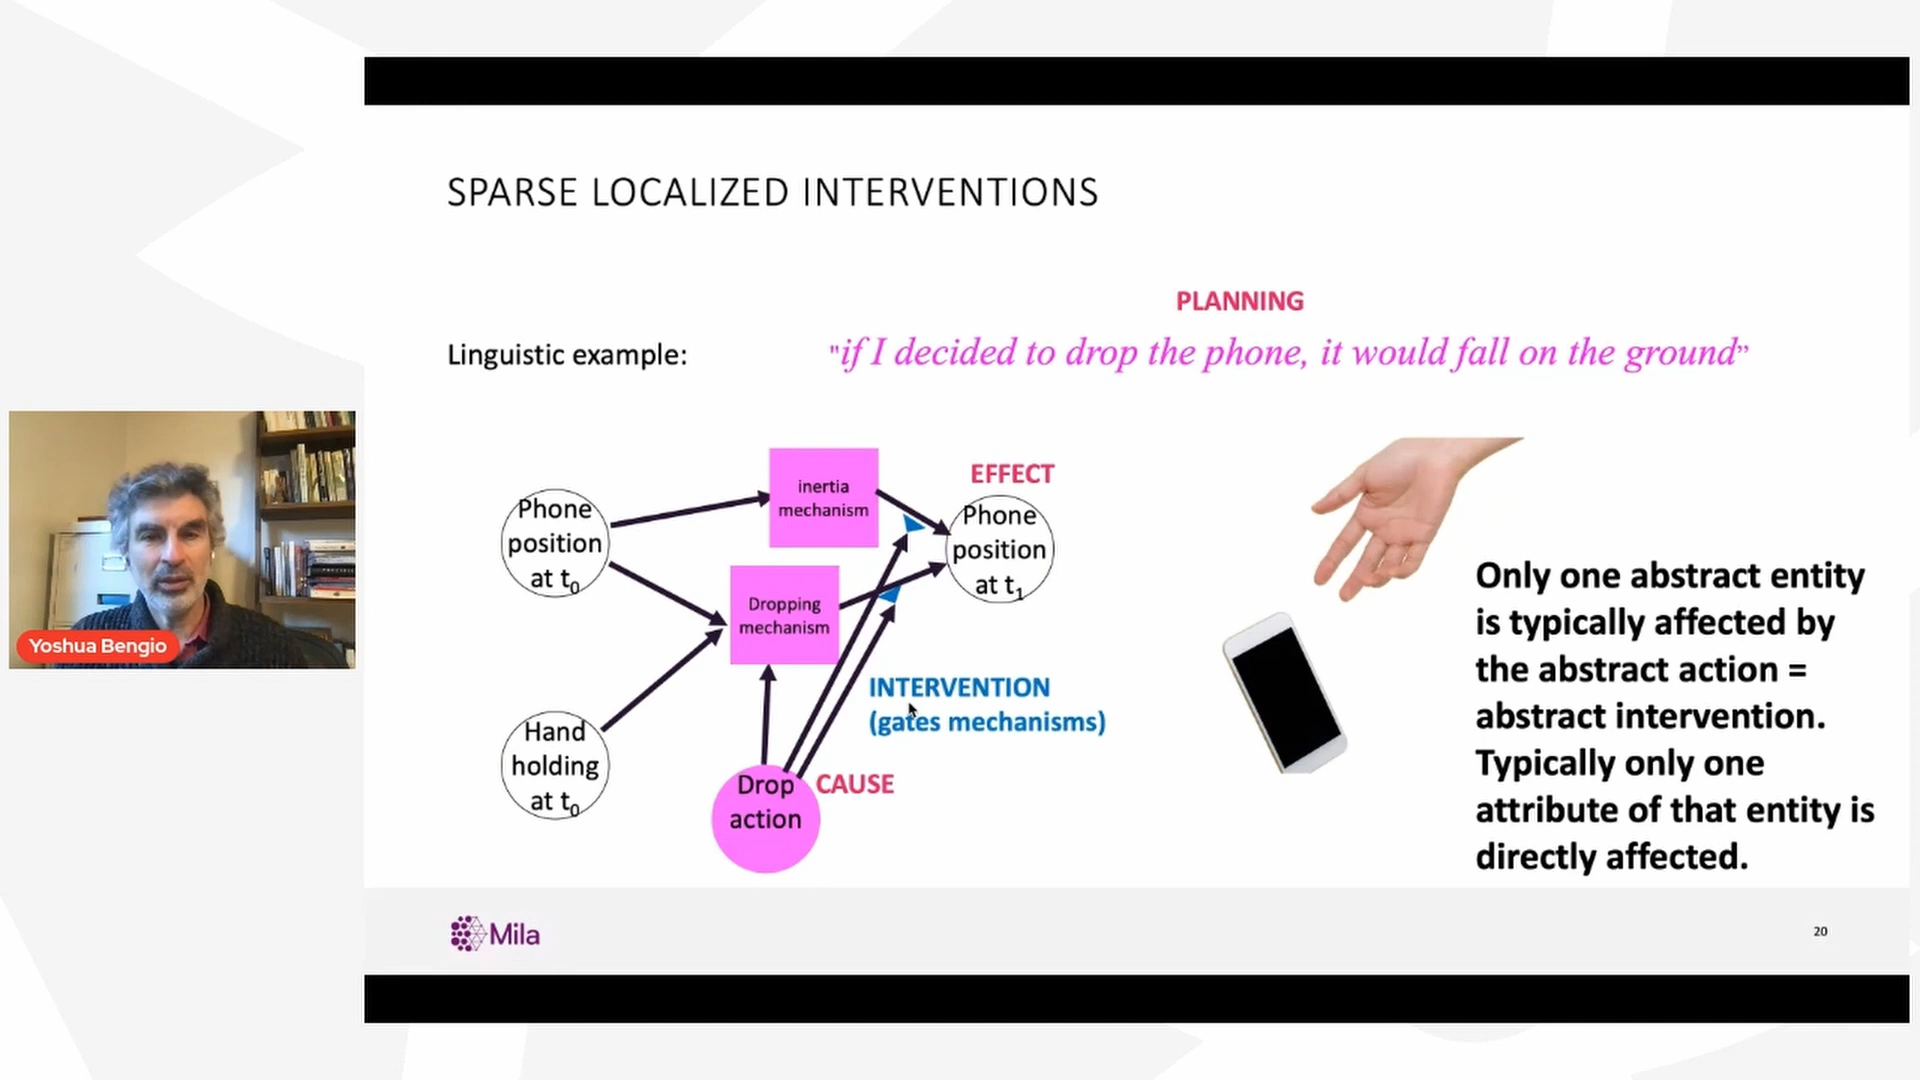 SPARSE LOCALIZED INTERVENTIONS
PLANNING
Linguistic example:
"if I decided to drop the phone, it would fall on the ground”
inertia
mechanism
EFFECT
Phone
position
at t₀
Phone
position
at t₁
Dropping
mechanism
INTERVENTION
(gates mechanisms)
Hand
holding
at t₀
Drop
action
CAUSE
Only one abstract entity
is typically affected by
the abstract action =
abstract intervention.
Typically only one
attribute of that entity is
directly affected.
Yoshua Bengio
Mila
20